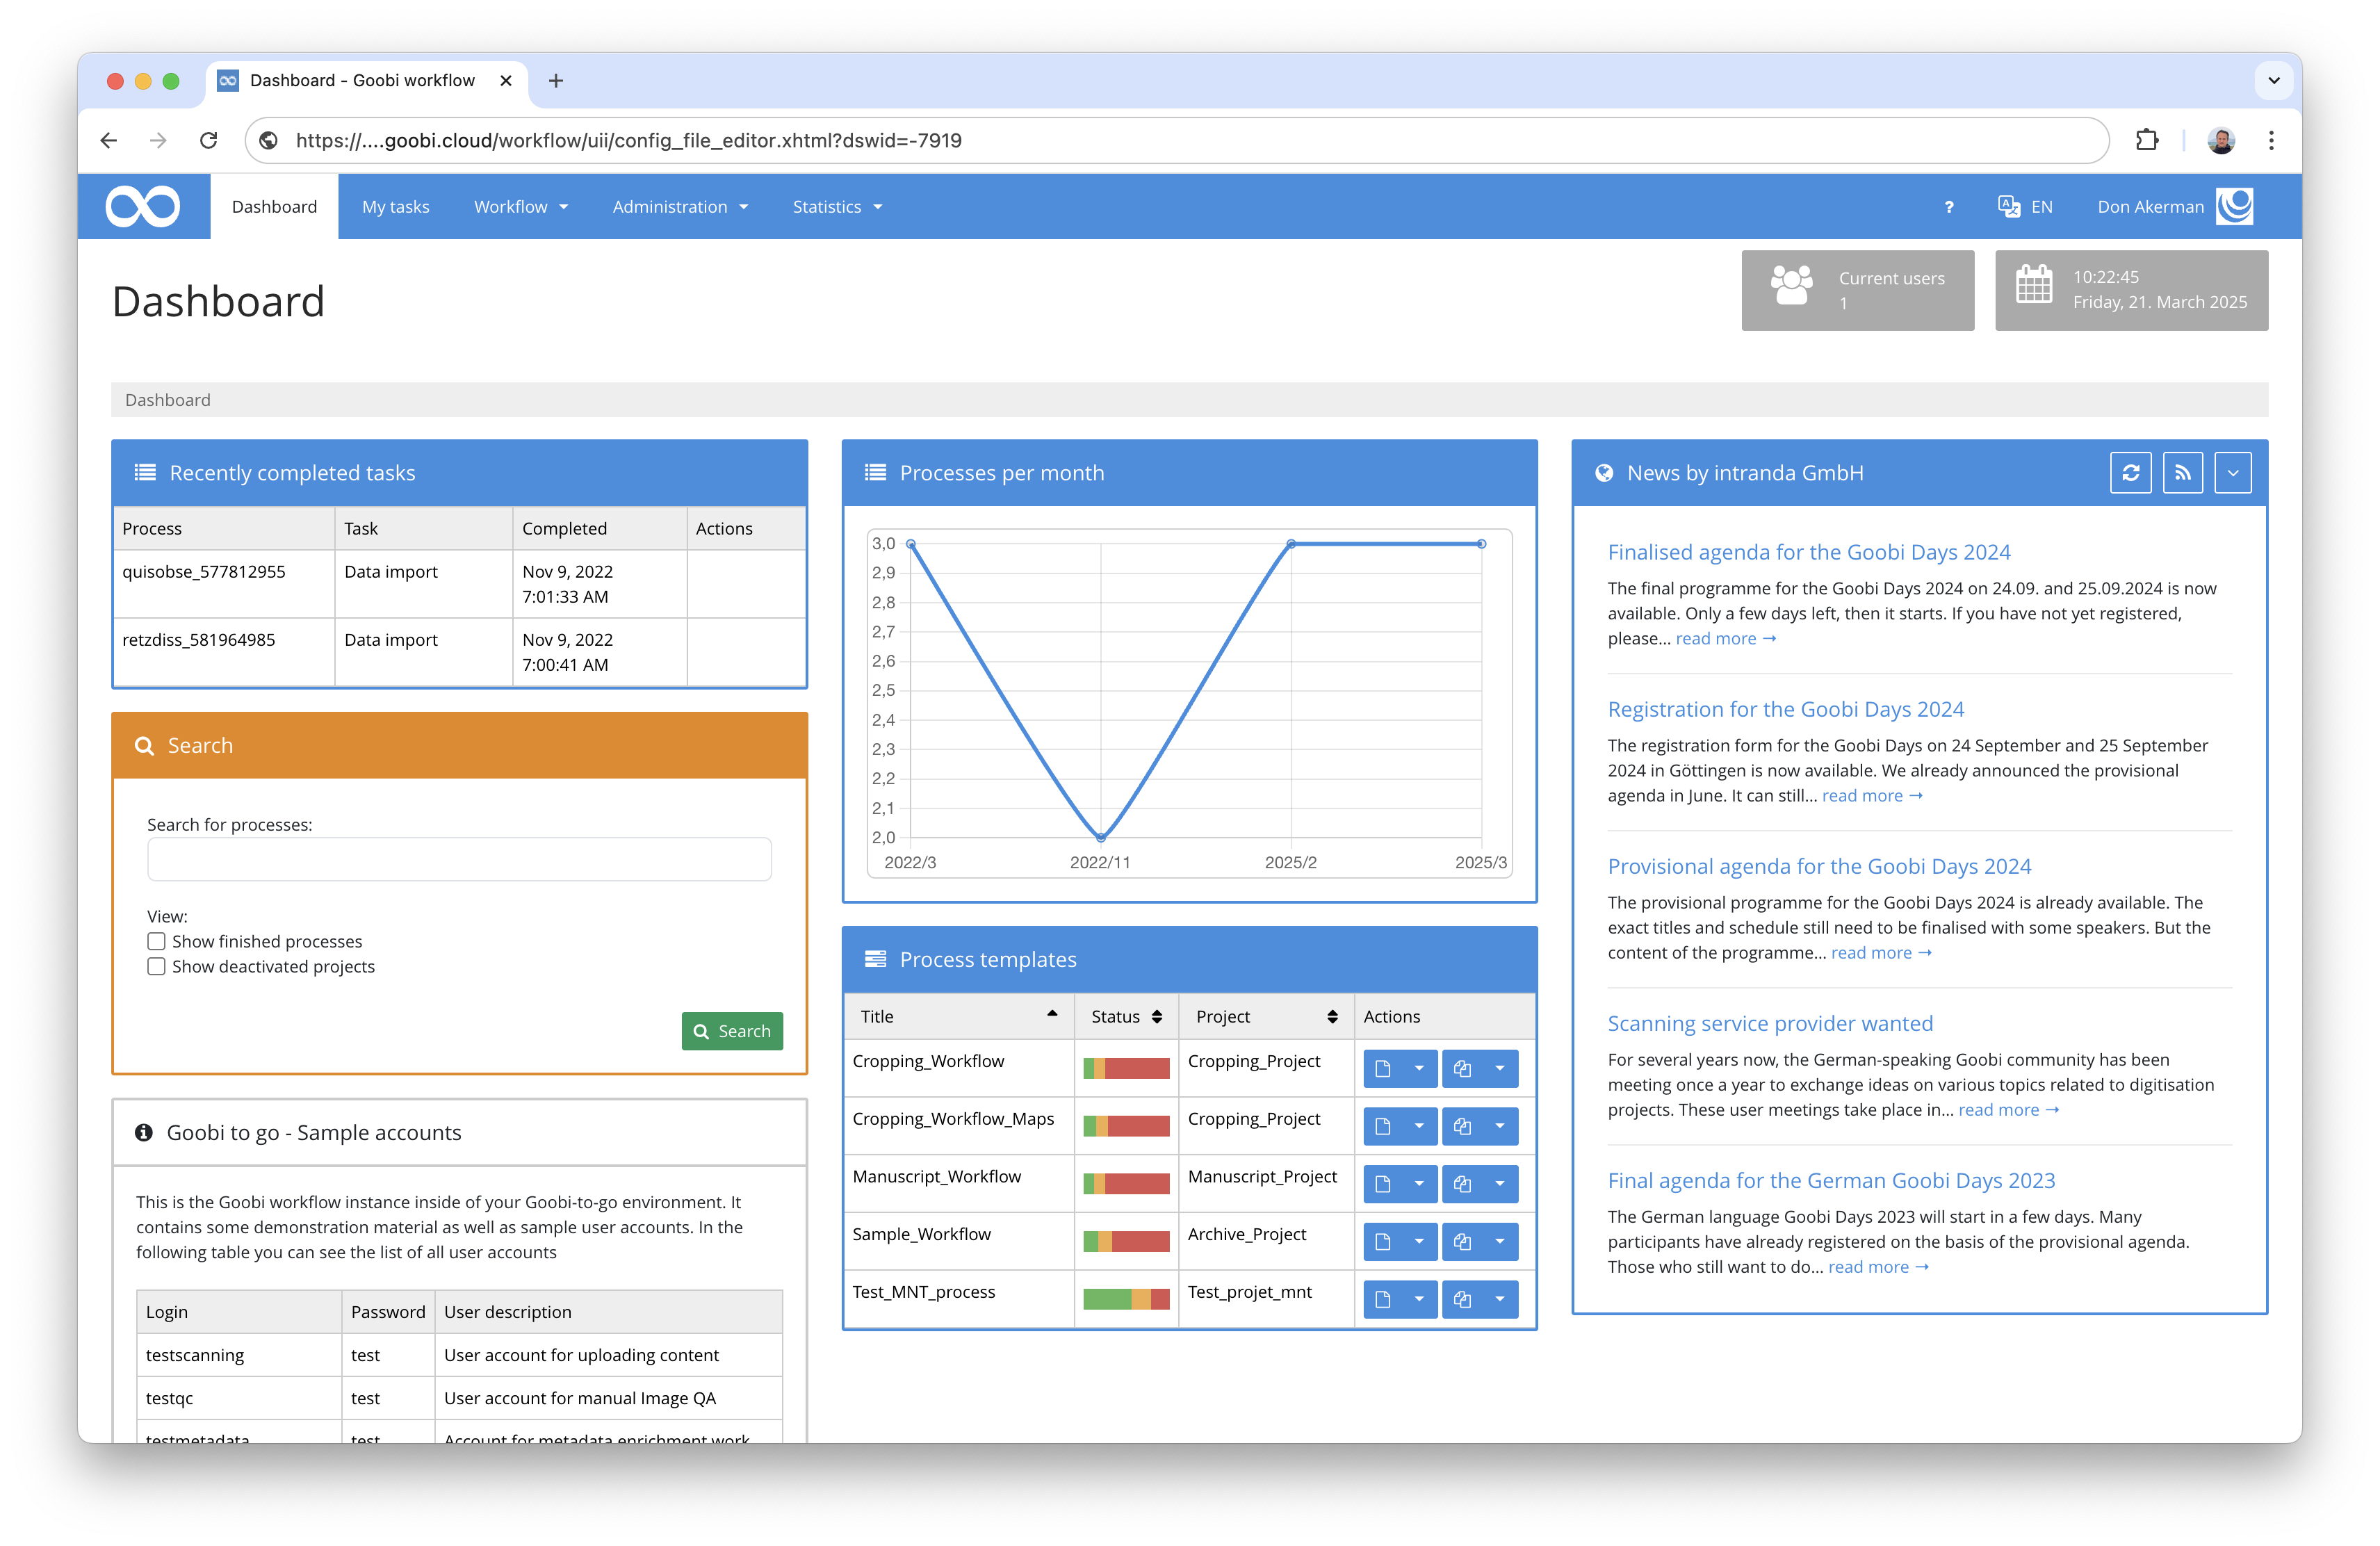 Dashboard - Goobi workflow
https://....goobi.cloud/workflow/uii/config_file_editor.xhtml?dswid=-7919
Dashboard My tasks Workflow Administration Statistics ? EN Don Akerman
Dashboard
Current users
1
10:22:45
Friday, 21. March 2025
Dashboard
Recently completed tasks
Process Task Completed Actions
quisobse_577812955 Data import Nov 9, 2022
7:01:33 AM
retzdiss_581964985 Data import Nov 9, 2022
7:00:41 AM
Search
Search for processes:
View:
Show finished processes
Show deactivated projects
Search
Goobi to go - Sample accounts
This is the Goobi workflow instance inside of your Goobi-to-go environment. It
contains some demonstration material as well as sample user accounts. In the
following table you can see the list of all user accounts
Login Password User description
testscanning test User account for uploading content
testqc test User account for manual Image QA
testmetadata test Account for metadata enrichment work
Processes per month
3,0
2,9
2,8
2,7
2,6
2,5
2,4
2,3
2,2
2,1
2,0
2022/3 2022/11 2025/2 2025/3
Process templates
Title Status Project Actions
Cropping_Workflow Cropping_Project
Cropping_Workflow_Maps Cropping_Project
Manuscript_Workflow Manuscript_Project
Sample_Workflow Archive_Project
Test_MNT_process Test_projet_mnt
News by intranda GmbH
Finalised agenda for the Goobi Days 2024
The final programme for the Goobi Days 2024 on 24.09. and 25.09.2024 is now
available. Only a few days left, then it starts. If you have not yet registered,
please... read more →
Registration for the Goobi Days 2024
The registration form for the Goobi Days on 24 September and 25 September
2024 in Göttingen is now available. We already announced the provisional
agenda in June. It can still... read more →
Provisional agenda for the Goobi Days 2024
The provisional programme for the Goobi Days 2024 is already available. The
exact titles and schedule still need to be finalised with some speakers. But the
content of the programme... read more →
Scanning service provider wanted
For several years now, the German-speaking Goobi community has been
meeting once a year to exchange ideas on various topics related to digitisation
projects. These user meetings take place in... read more →
Final agenda for the German Goobi Days 2023
The German language Goobi Days 2023 will start in a few days. Many
participants have already registered on the basis of the provisional agenda.
Those who still want to do... read more →